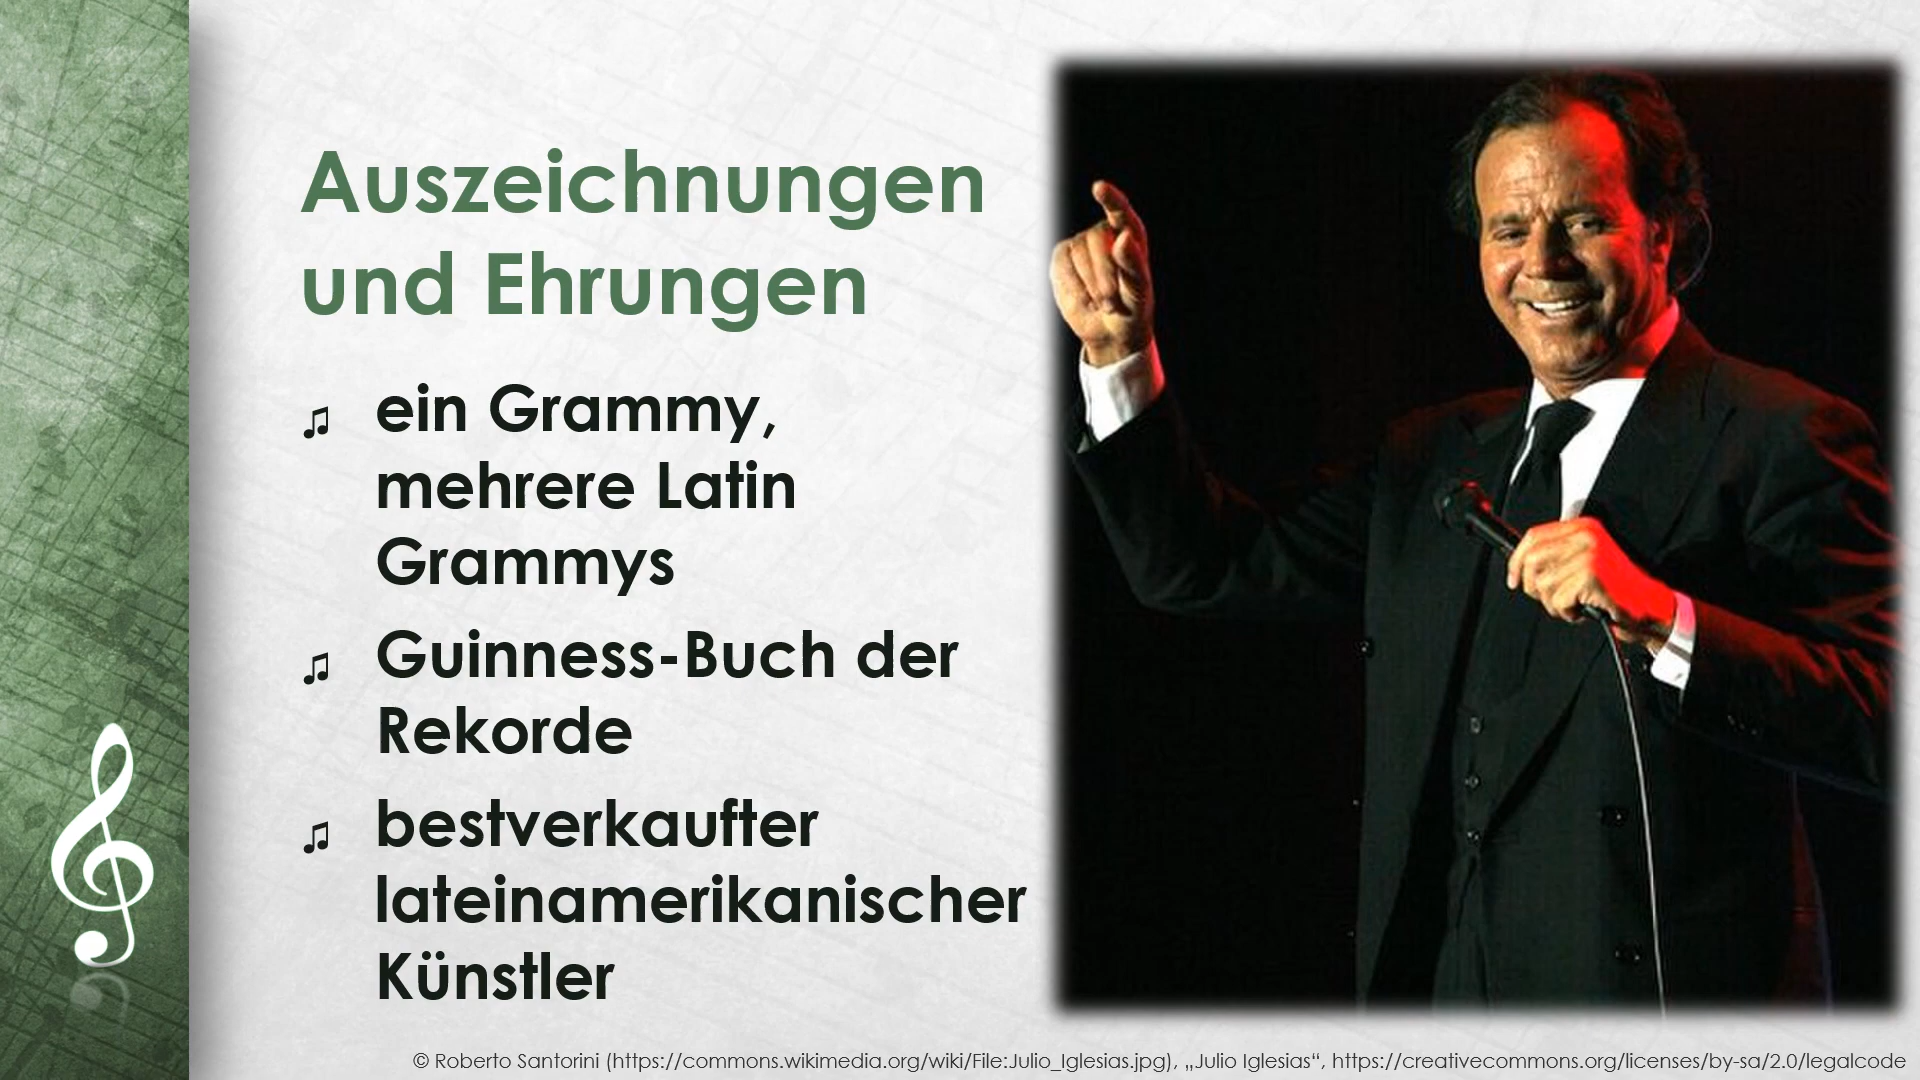 Auszeichnungen
und Ehrungen
♫ ein Grammy,
mehrere Latin
Grammys
♫ Guinness-Buch der
Rekorde
♫ bestverkaufter
lateinamerikanischer
Künstler
© Roberto Santorini (https://commons.wikimedia.org/wiki/File:Julio_Iglesias.jpg), „Julio Iglesias“, https://creativecommons.org/licenses/by-sa/2.0/legalcode